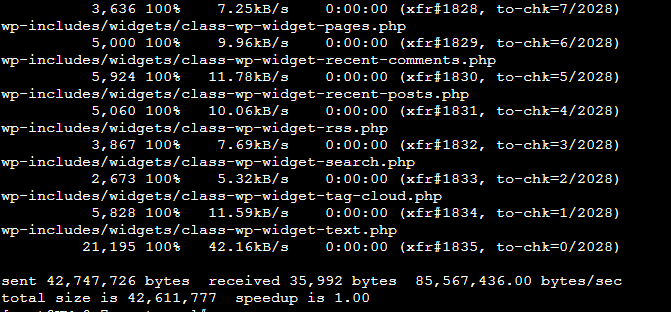 3,636 100%    7.25kB/s    0:00:00 (xfr#1828, to-chk=7/2028)
wp-includes/widgets/class-wp-widget-pages.php
5,000 100%    9.96kB/s    0:00:00 (xfr#1829, to-chk=6/2028)
wp-includes/widgets/class-wp-widget-recent-comments.php
5,924 100%   11.78kB/s    0:00:00 (xfr#1830, to-chk=5/2028)
wp-includes/widgets/class-wp-widget-recent-posts.php
5,060 100%   10.06kB/s    0:00:00 (xfr#1831, to-chk=4/2028)
wp-includes/widgets/class-wp-widget-rss.php
3,867 100%    7.69kB/s    0:00:00 (xfr#1832, to-chk=3/2028)
wp-includes/widgets/class-wp-widget-search.php
2,673 100%    5.32kB/s    0:00:00 (xfr#1833, to-chk=2/2028)
wp-includes/widgets/class-wp-widget-tag-cloud.php
5,828 100%   11.59kB/s    0:00:00 (xfr#1834, to-chk=1/2028)
wp-includes/widgets/class-wp-widget-text.php
21,195 100%   42.16kB/s    0:00:00 (xfr#1835, to-chk=0/2028)
sent 42,747,726 bytes  received 35,992 bytes  85,567,436.00 bytes/sec
total size is 42,611,777  speedup is 1.00